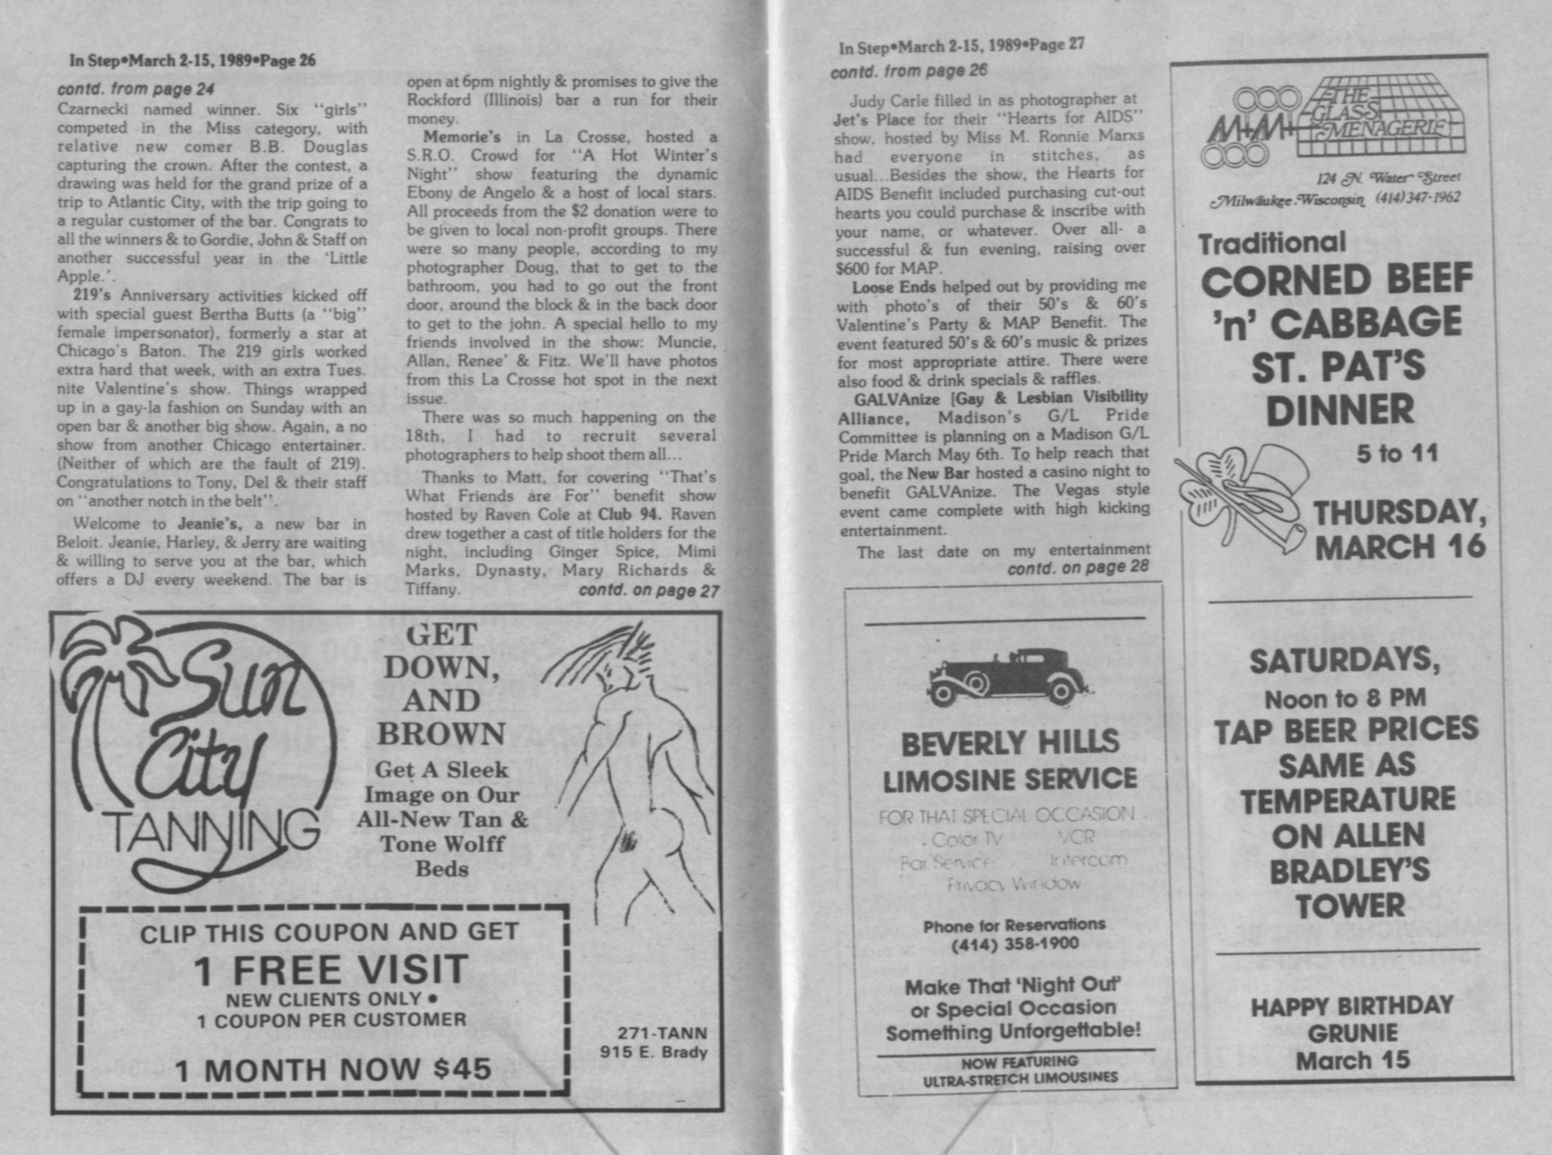 In Step•March 2-15, 1989•Page 26
contd. from page 24
Czarnecki named winner. Six "girls"
competed in the Miss category, with
relative new comer B.B. Douglas
capturing the crown. After the contest, a
drawing was held for the grand prize of a
trip to Atlantic City, with the trip going to
a regular customer of the bar. Congrats to
all the winners & to Gordie, John & Staff on
another successful year in the 'Little
Apple.'.
219's Anniversary activities kicked off
with special guest Bertha Butts (a "big"
female impersonator), formerly a star at
Chicago's Baton. The 219 girls worked
extra hard that week, with an extra Tues.
nite Valentine's show. Things wrapped
up in a gay-la fashion on Sunday with an
open bar & another big show. Again, a no
show from another Chicago entertainer.
(Neither of which are the fault of 219).
Congratulations to Tony, Del & their staff
on "another notch in the belt".
Welcome to Jeanie's, a new bar in
Beloit. Jeanie, Harley, & Jerry are waiting
& willing to serve you at the bar, which
offers a DJ every weekend. The bar is
open at 6pm nightly & promises to give the
Rockford (Illinois) bar a run for their
money.
Memorie's in La Crosse, hosted a
S.R.O. Crowd for "A Hot Winter's
Night" show featuring the dynamic
Ebony de Angelo & a host of local stars.
All proceeds from the $2 donation were to
be given to local non-profit groups. There
were so many people, according to my
photographer Doug, that to get to the
bathroom, you had to go out the front
door, around the block & in the back door
to get to the john. A special hello to my
friends involved in the show: Muncie,
Allan, Renee' & Fitz. We'll have photos
from this La Crosse hot spot in the next
issue.
There was so much happening on the
18th, I had to recruit several
photographers to help shoot them all...
Thanks to Matt, for covering "That's
What Friends are For" benefit show
hosted by Raven Cole at Club 94. Raven
drew together a cast of title holders for the
night, including Ginger Spice, Mimi
Marks, Dynasty, Mary Richards &
Tiffany. contd. on page 27
Sun
City
TANNING
GET
DOWN,
AND
BROWN
Get A Sleek
Image on Our
All-New Tan &
Tone Wolff
Beds
CLIP THIS COUPON AND GET
1 FREE VISIT
NEW CLIENTS ONLY •
1 COUPON PER CUSTOMER
1 MONTH NOW $45
271-TANN
915 E. Brady
In Step•March 2-15, 1989•Page 27
contd. from page 26
Judy Carle filled in as photographer at
Jet's Place for their "Hearts for AIDS"
show, hosted by Miss M. Ronnie Marxs
had everyone in stitches, as
usual...Besides the show, the Hearts for
AIDS Benefit included purchasing cut-out
hearts you could purchase & inscribe with
your name, or whatever. Over all- a
successful & fun evening, raising over
$600 for MAP.
Loose Ends helped out by providing me
with photo's of their 50's & 60's
Valentine's Party & MAP Benefit. The
event featured 50's & 60's music & prizes
for most appropriate attire. There were
also food & drink specials & raffles.
GALVAnize [Gay & Lesbian Visibility
Alliance, Madison's G/L Pride
Committee is planning on a Madison G/L
Pride March May 6th. To help reach that
goal, the New Bar hosted a casino night to
benefit GALVAnize. The Vegas style
event came complete with high kicking
entertainment.
The last date on my entertainment
contd. on page 28
BEVERLY HILLS
LIMOSINE SERVICE
FOR THAT SPECIAL OCCASION
Color TV VCR
Bar Service Intercom
Privacy Window
Phone for Reservations
(414) 358-1900
Make That 'Night Out'
or Special Occasion
Something Unforgettable!
NOW FEATURING
ULTRA-STRETCH LIMOUSINES
M&M
THE
GLASS
MENAGERIE
124 N. Water Street
Milwaukee Wisconsin (414)347-1962
Traditional
CORNED BEEF
'n' CABBAGE
ST. PAT'S
DINNER
5 to 11
THURSDAY,
MARCH 16
SATURDAYS,
Noon to 8 PM
TAP BEER PRICES
SAME AS
TEMPERATURE
ON ALLEN
BRADLEY'S
TOWER
HAPPY BIRTHDAY
GRUNIE
March 15